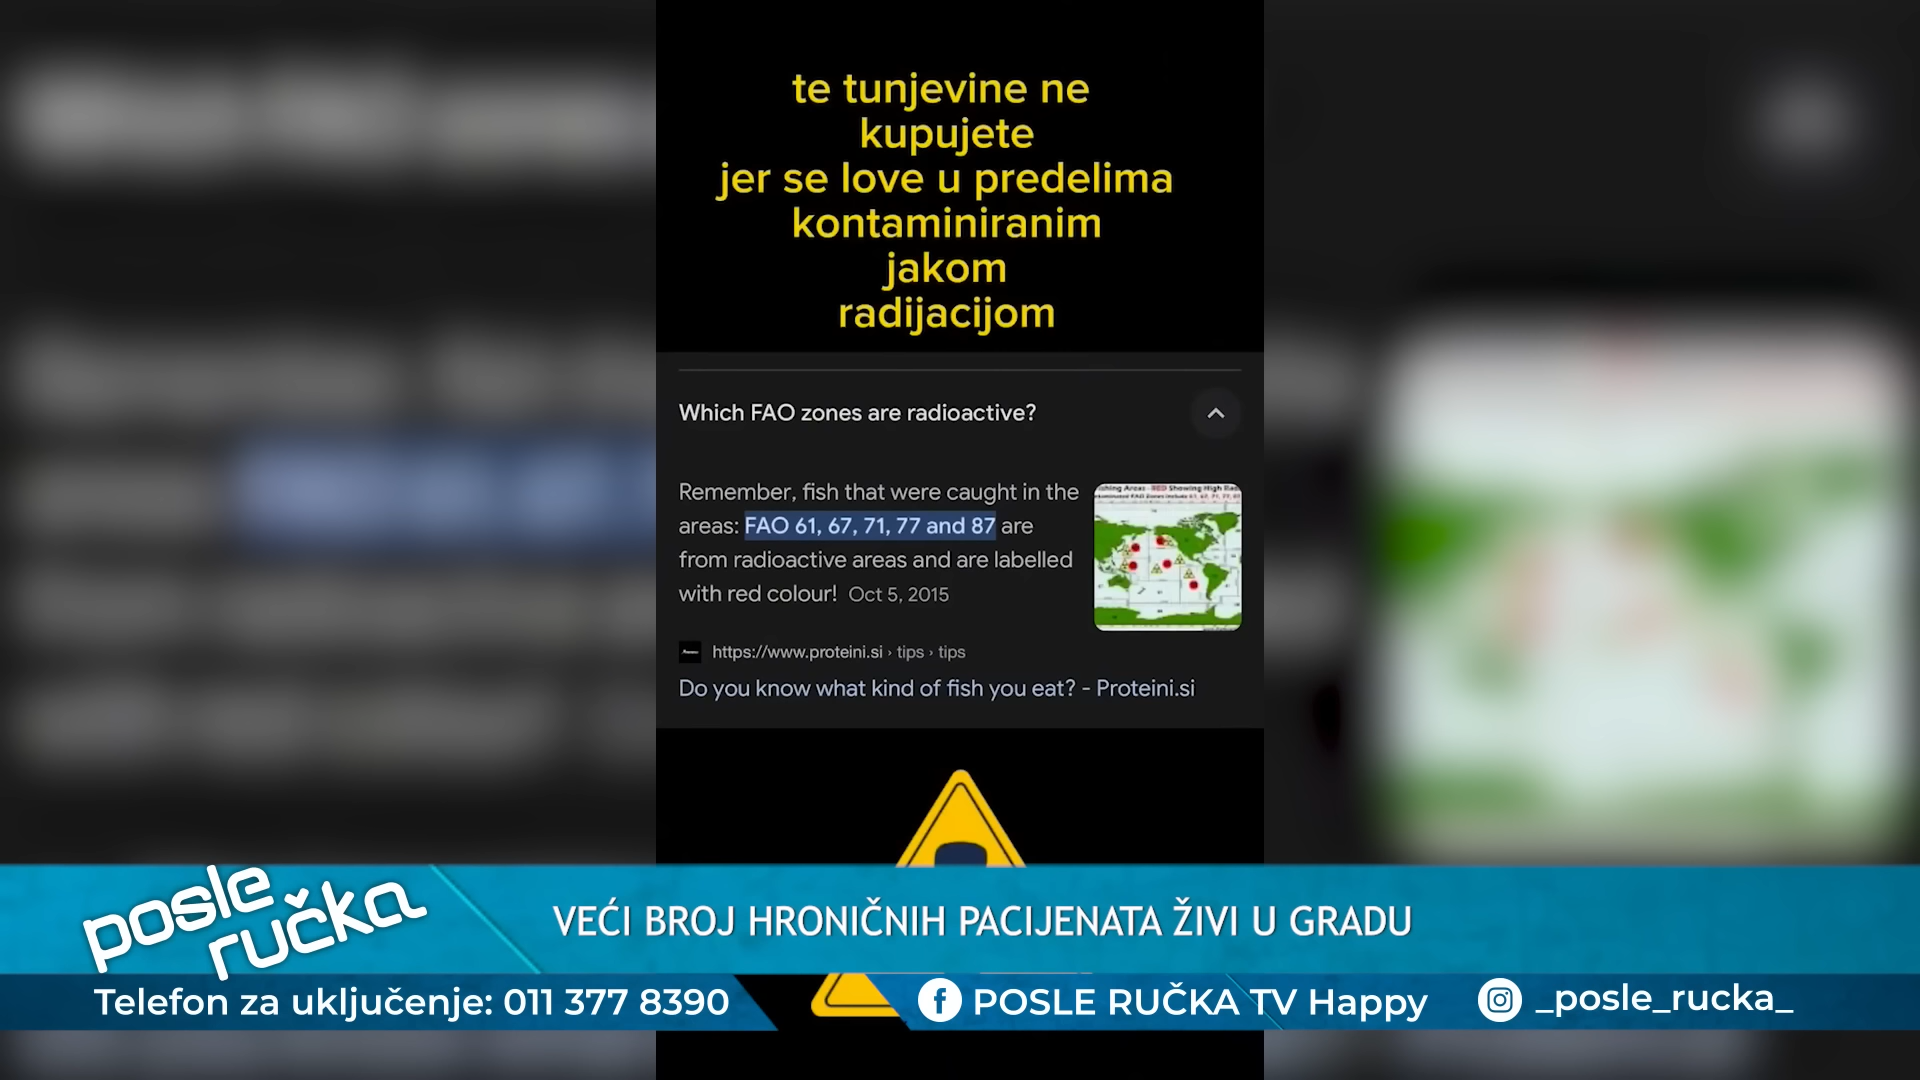 te tunjevine ne
kupujete
jer se love u predelima
kontaminiranim
jakom
radijacijom
Which FAO zones are radioactive?
Remember, fish that were caught in the
areas: FAO 61, 67, 71, 77 and 87 are
from radioactive areas and are labelled
with red colour! Oct 5, 2015
https://www.proteini.si › tips › tips
Do you know what kind of fish you eat? - Proteini.si
posle
ručka
VEĆI BROJ HRONIČNIH PACIJENATA ŽIVI U GRADU
Telefon za uključenje: 011 377 8390
POSLE RUČKA TV Happy
_posle_rucka_